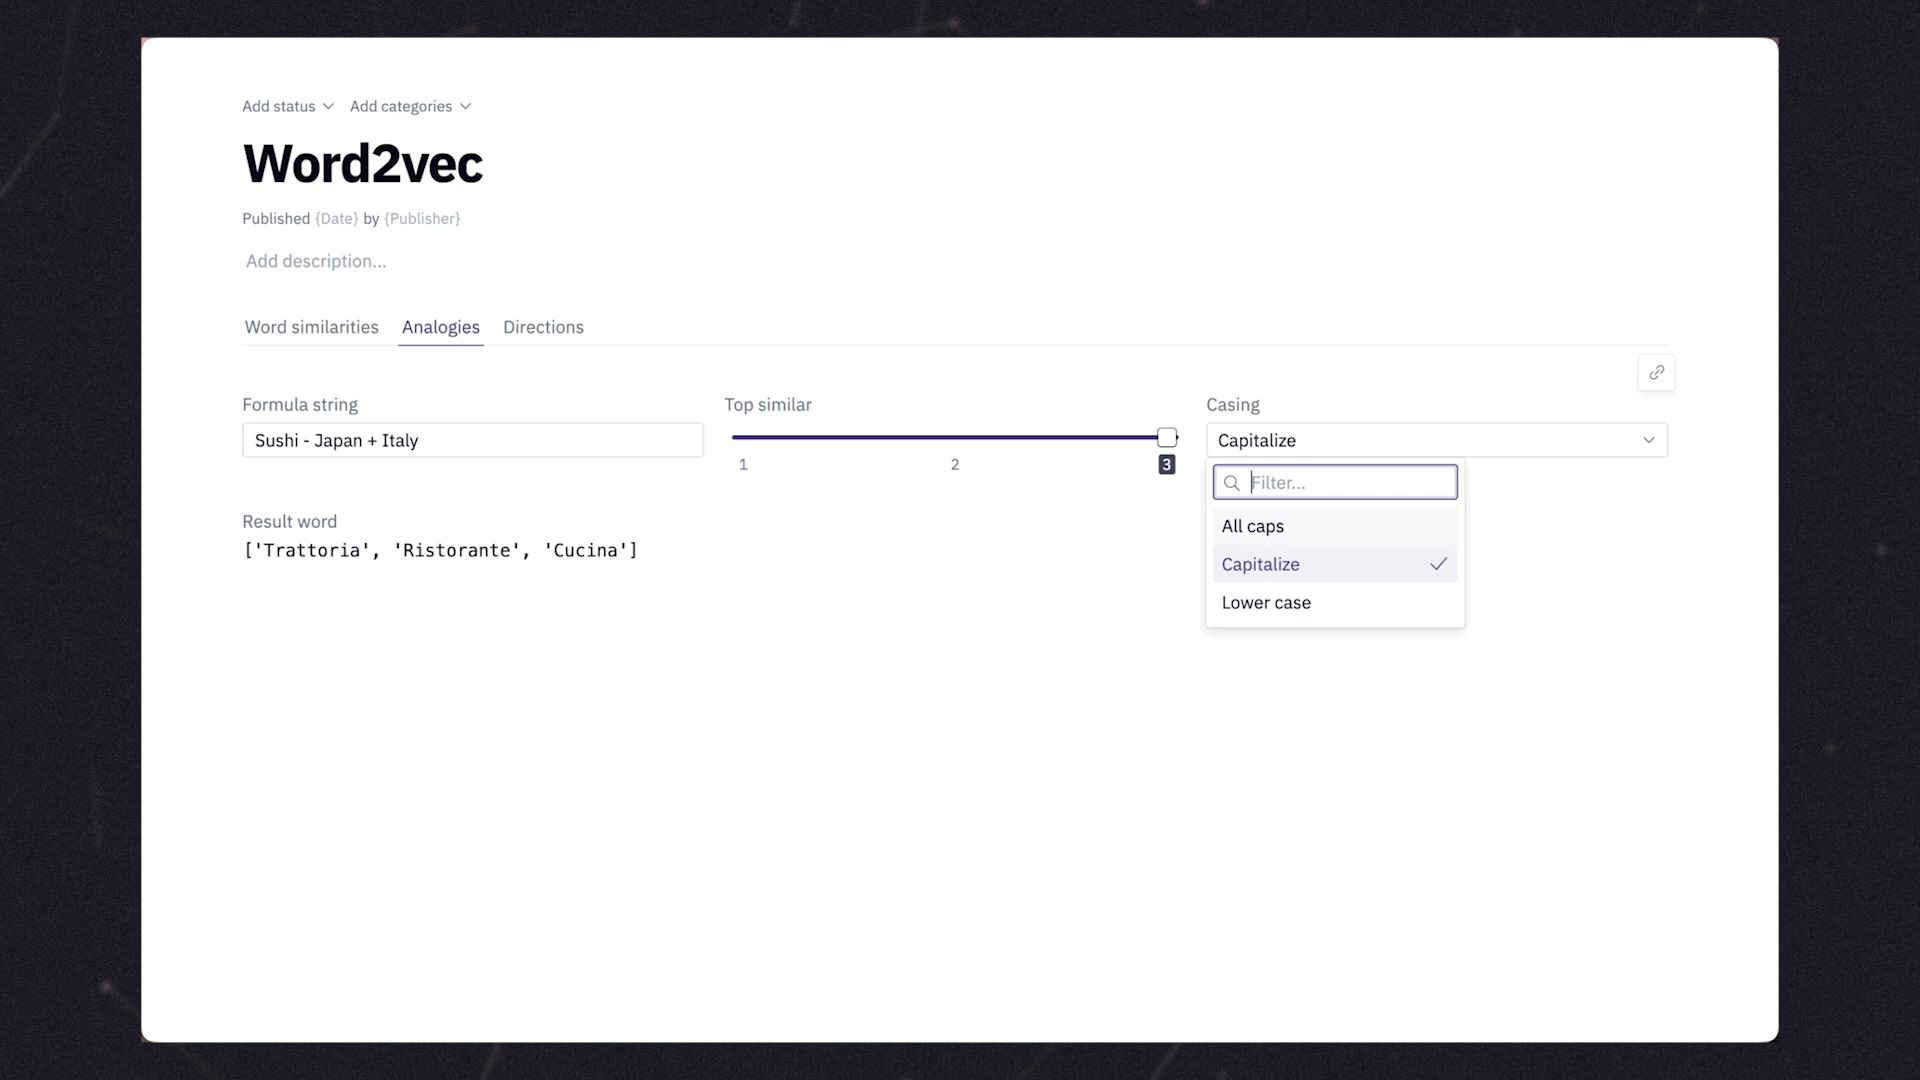 Add status Add categories
Word2vec
Published {Date} by {Publisher}
Add description...
Word similarities Analogies Directions
Formula string Top similar Casing
Sushi - Japan + Italy Capitalize
1 2 3
Filter...
Result word
All caps
['Trattoria', 'Ristorante', 'Cucina']
Capitalize
Lower case